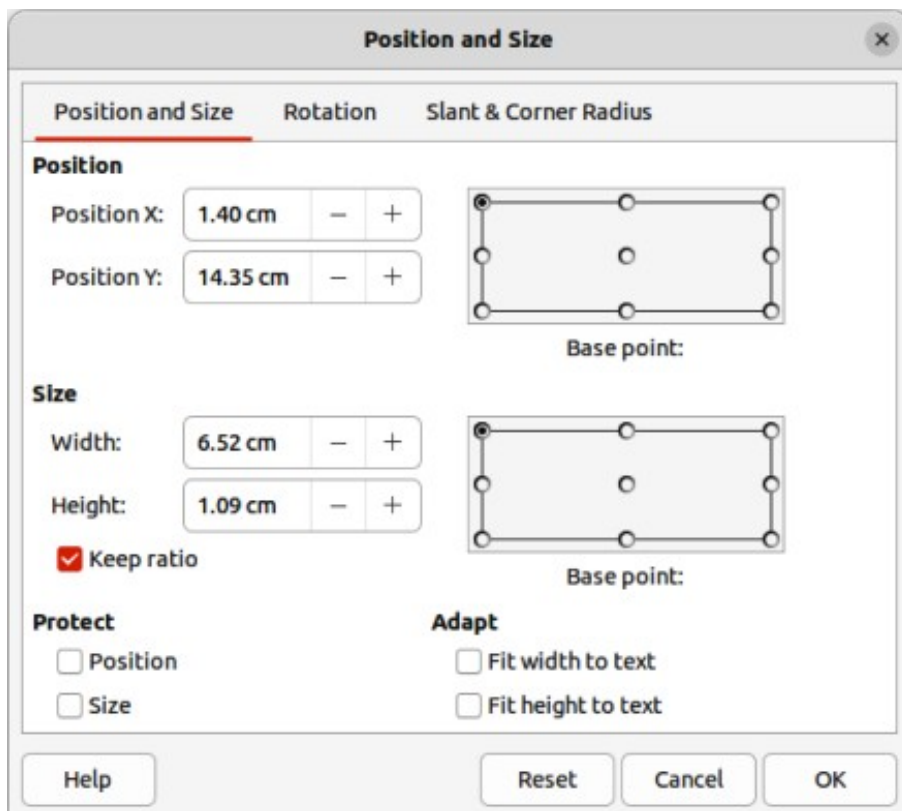 Position and Size
Position and Size Rotation Slant & Corner Radius
Position
Position X: 1.40 cm − +
Position Y: 14.35 cm − +
Base point:
Size
Width: 6.52 cm − +
Height: 1.09 cm − +
Keep ratio
Base point:
Protect Adapt
Position Fit width to text
Size Fit height to text
Help Reset Cancel OK